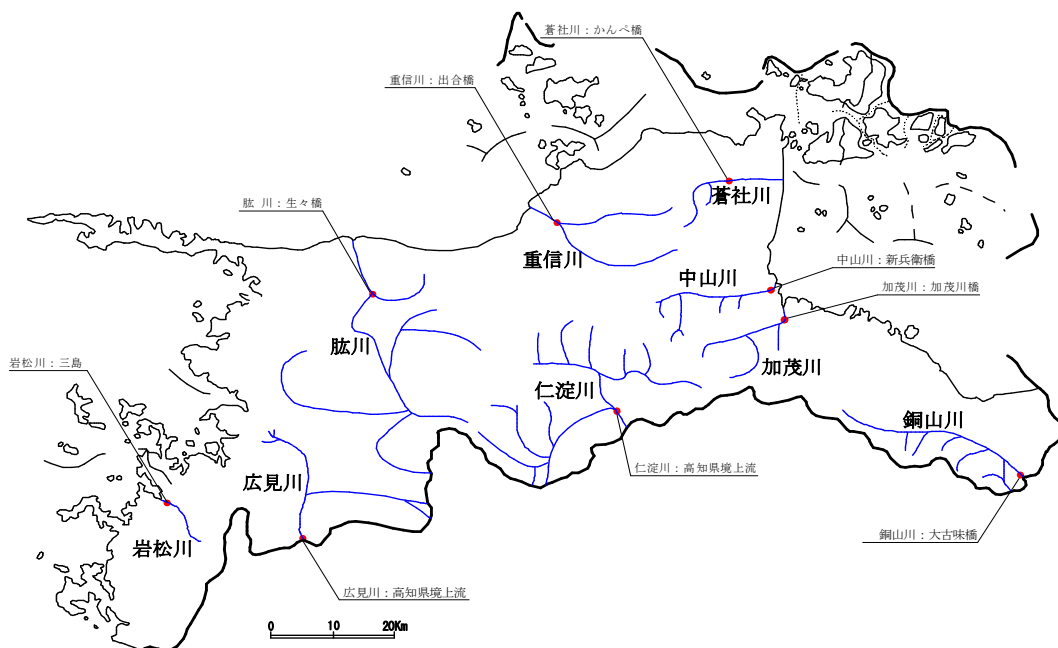 蒼社川：かんべ橋
重信川：出合橋
蒼社川
肱 川：生々橋
重信川
中山川：新兵衛橋
中山川
加茂川：加茂川橋
肱川
加茂川
岩松川：三島
仁淀川
銅山川
仁淀川：高知県境上流
広見川
銅山川：大古味橋
岩松川
広見川：高知県境上流
0 10 20Km